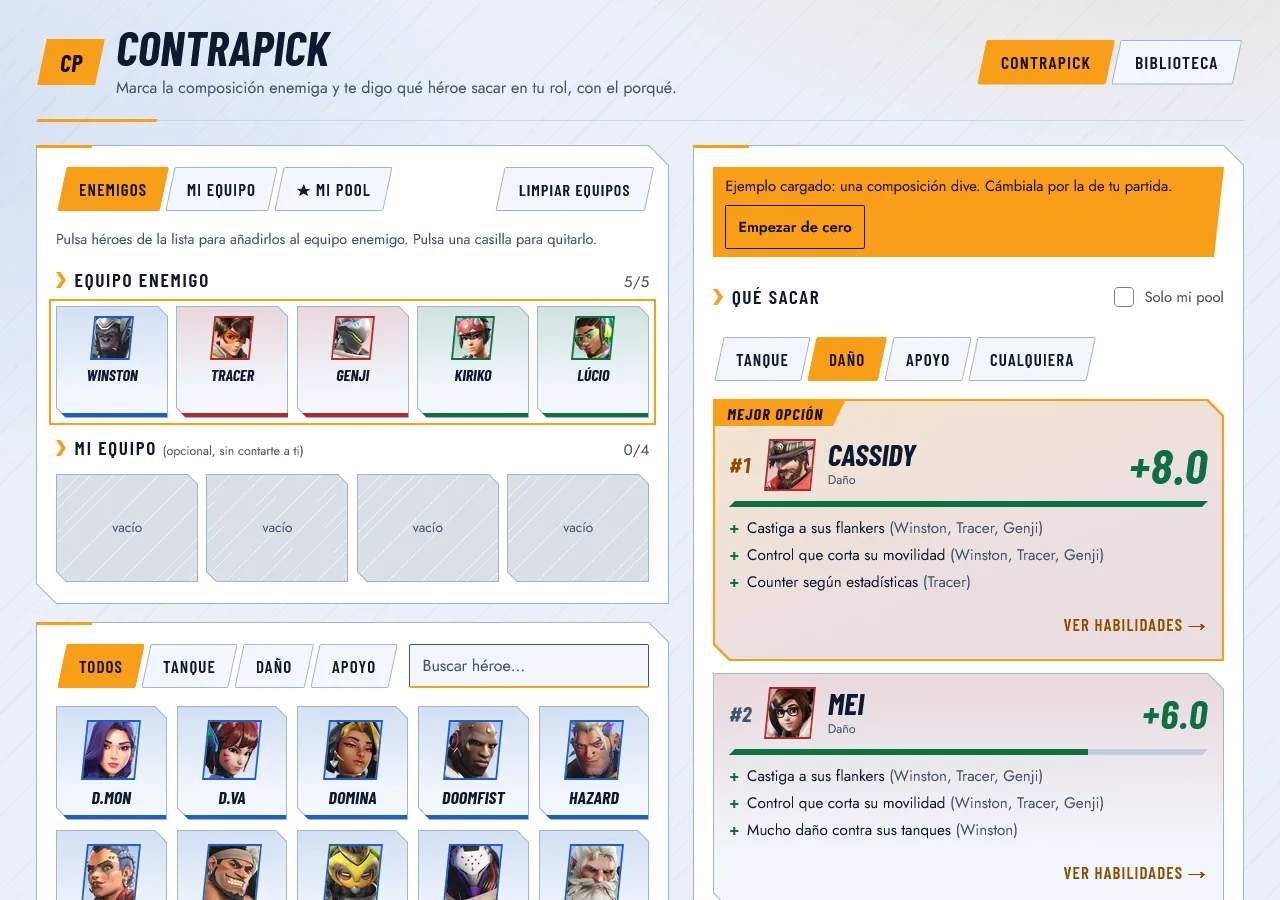 CP
CONTRAPICK
Marca la composición enemiga y te digo qué héroe sacar en tu rol, con el porqué.
CONTRAPICK
BIBLIOTECA
ENEMIGOS
MI EQUIPO
★ MI POOL
LIMPIAR EQUIPOS
Pulsa héroes de la lista para añadirlos al equipo enemigo. Pulsa una casilla para quitarlo.
EQUIPO ENEMIGO
5/5
WINSTON
TRACER
GENJI
KIRIKO
LÚCIO
MI EQUIPO (opcional, sin contarte a ti)
0/4
vacío
vacío
vacío
vacío
TODOS
TANQUE
DAÑO
APOYO
Buscar héroe...
D.MON
D.VA
DOMINA
DOOMFIST
HAZARD
Ejemplo cargado: una composición dive. Cámbiala por la de tu partida.
Empezar de cero
QUÉ SACAR
Solo mi pool
TANQUE
DAÑO
APOYO
CUALQUIERA
MEJOR OPCIÓN
#1
CASSIDY
Daño
+8.0
+ Castiga a sus flankers (Winston, Tracer, Genji)
+ Control que corta su movilidad (Winston, Tracer, Genji)
+ Counter según estadísticas (Tracer)
VER HABILIDADES →
#2
MEI
Daño
+6.0
+ Castiga a sus flankers (Winston, Tracer, Genji)
+ Control que corta su movilidad (Winston, Tracer, Genji)
+ Mucho daño contra sus tanques (Winston)
VER HABILIDADES →